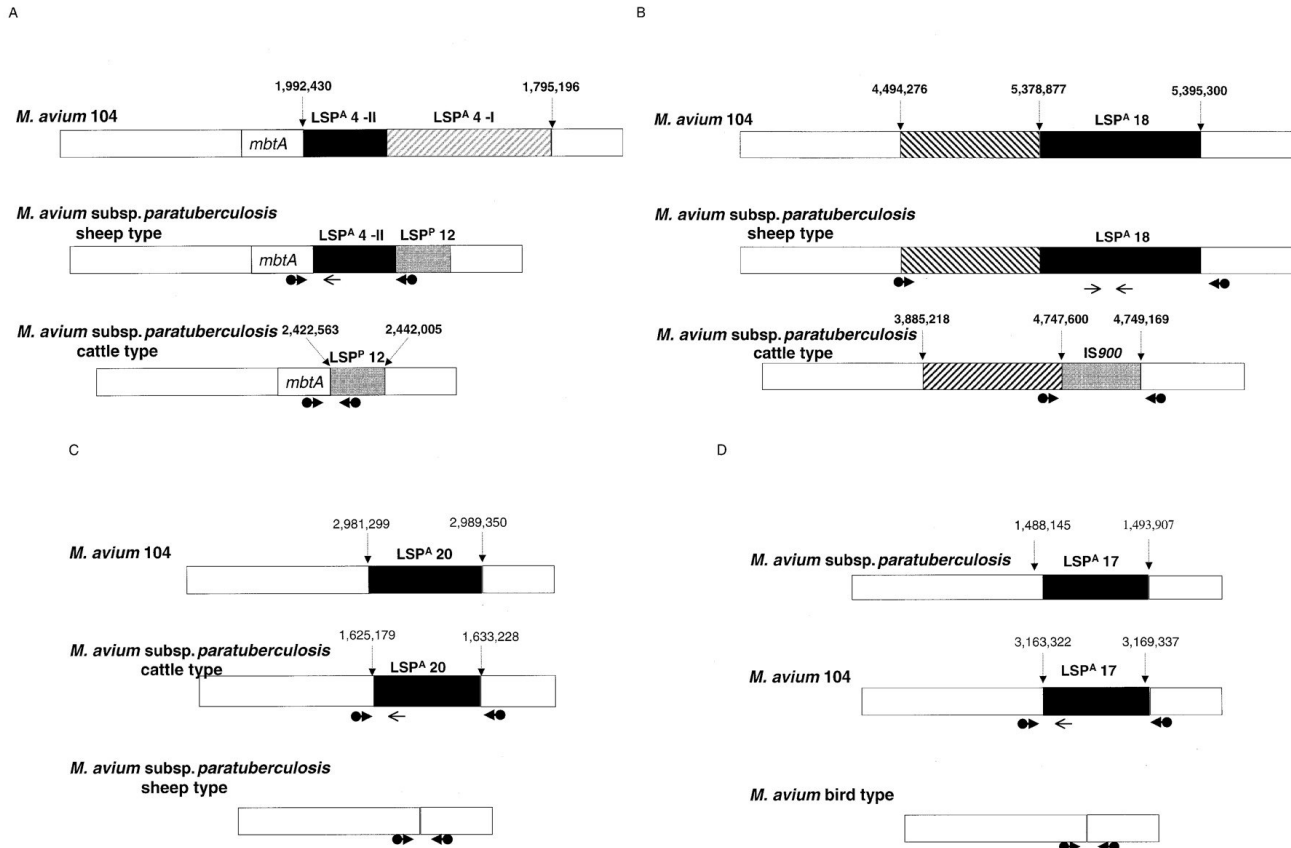 A
1,992,430
1,795,196
M. avium 104
LSPᴬ 4 -II
LSPᴬ 4 -I
mbtA
M. avium subsp. paratuberculosis
sheep type
LSPᴬ 4 -II
LSPᴾ 12
mbtA
M. avium subsp. paratuberculosis
cattle type
2,422,563
2,442,005
LSPᴾ 12
mbtA
B
4,494,276
5,378,877
5,395,300
M. avium 104
LSPᴬ 18
M. avium subsp. paratuberculosis
sheep type
LSPᴬ 18
M. avium subsp. paratuberculosis
cattle type
3,885,218
4,747,600
4,749,169
IS900
C
2,981,299
2,989,350
M. avium 104
LSPᴬ 20
1,625,179
1,633,228
M. avium subsp. paratuberculosis
cattle type
LSPᴬ 20
M. avium subsp. paratuberculosis
sheep type
D
1,488,145
1,493,907
M. avium subsp. paratuberculosis
LSPᴬ 17
3,163,322
3,169,337
M. avium 104
LSPᴬ 17
M. avium bird type